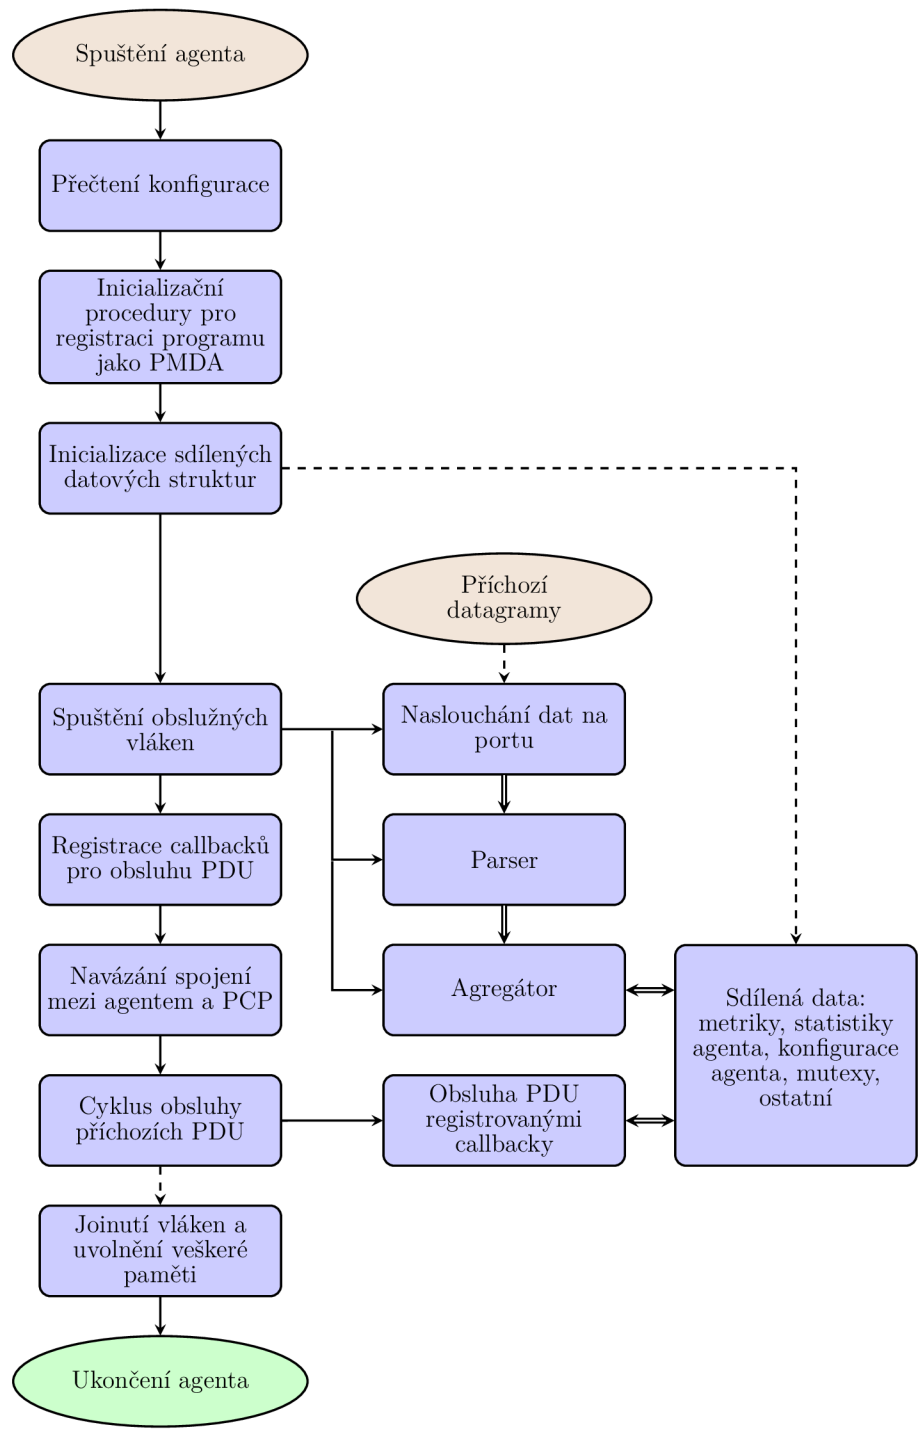 Spuštění agenta
Přečtení konfigurace
Inicializační
procedury pro
registraci programu
jako PMDA
Inicializace sdílených
datových struktur
Příchozí
datagramy
Spuštění obslužných
vláken
Naslouchání dat na
portu
Registrace callbacků
pro obsluhu PDU
Parser
Navázání spojení
mezi agentem a PCP
Agregátor
Sdílená data:
metriky, statistiky
agenta, konfigurace
agenta, mutexy,
ostatní
Cyklus obsluhy
příchozích PDU
Obsluha PDU
registrovanými
callbacky
Joinutí vláken a
uvolnění veškeré
paměti
Ukončení agenta